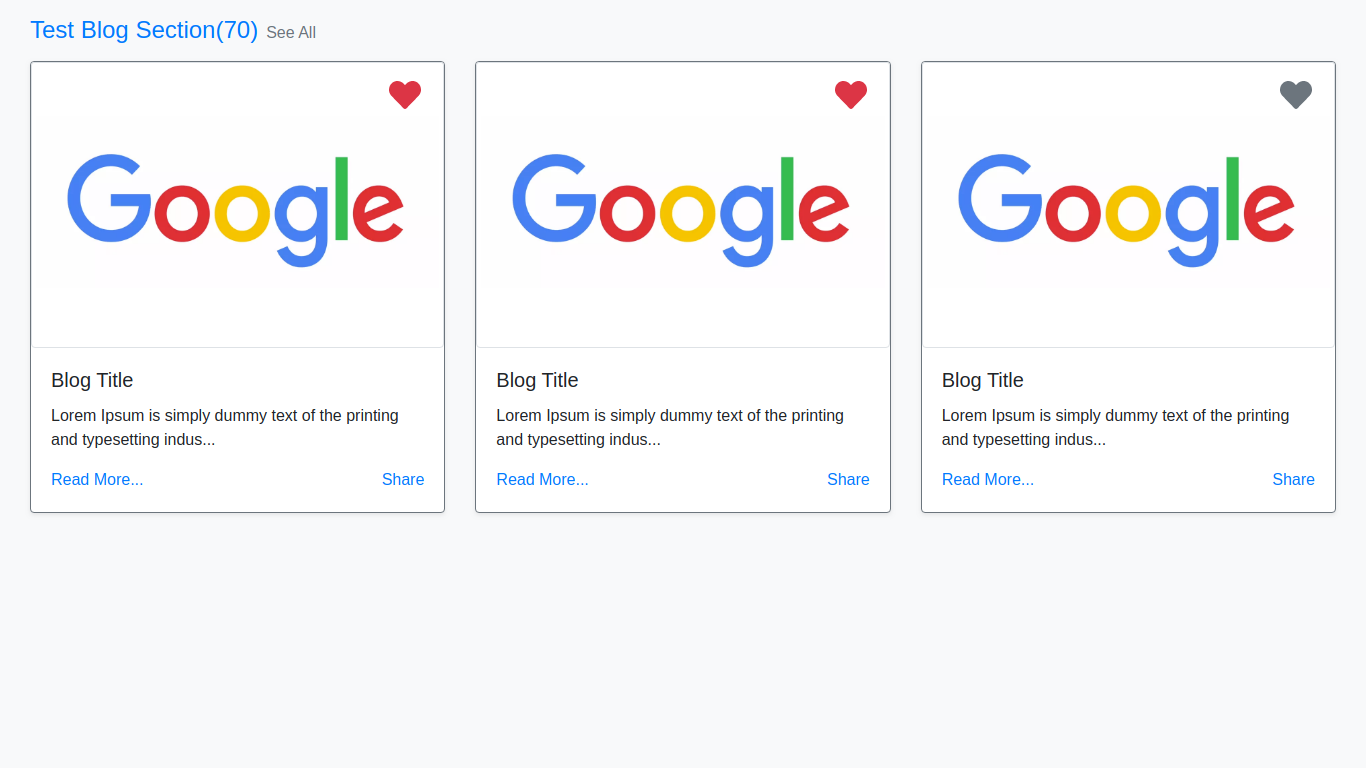 Test Blog Section(70) See All
Google
Blog Title
Lorem Ipsum is simply dummy text of the printing
and typesetting indus...
Read More... Share
Google
Blog Title
Lorem Ipsum is simply dummy text of the printing
and typesetting indus...
Read More... Share
Google
Blog Title
Lorem Ipsum is simply dummy text of the printing
and typesetting indus...
Read More... Share